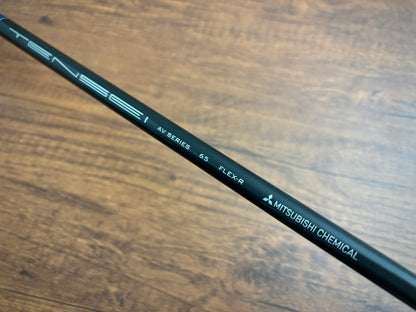 TENSEI AV SERIES 65 FLEX-R MITSUBISHI CHEMICAL